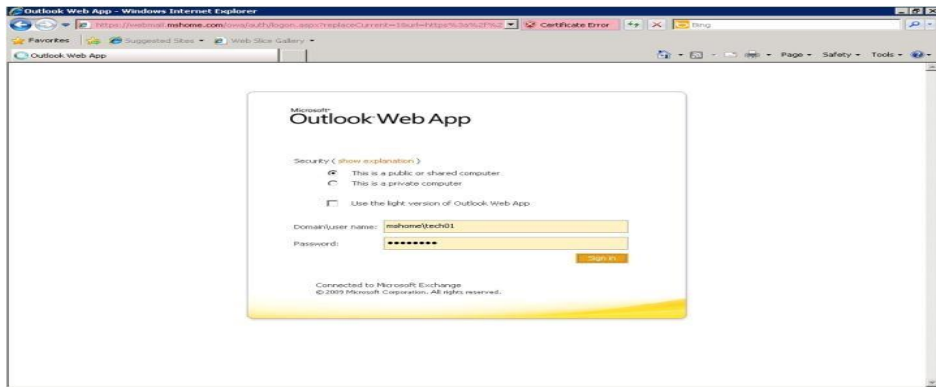 Outlook Web App - Windows Internet Explorer
https://webmail.mshome.com/owa/auth/logon.aspx?replaceCurrent=1&url=https%3a%2f%2 Certificate Error Bing
Favorites Suggested Sites Web Slice Gallery
Outlook Web App Page Safety Tools
Microsoft
Outlook Web App
Security ( show explanation )
This is a public or shared computer
This is a private computer
Use the light version of Outlook Web App
Domain\user name: mshome\tech01
Password: ••••••••
Sign in
Connected to Microsoft Exchange
© 2009 Microsoft Corporation. All rights reserved.